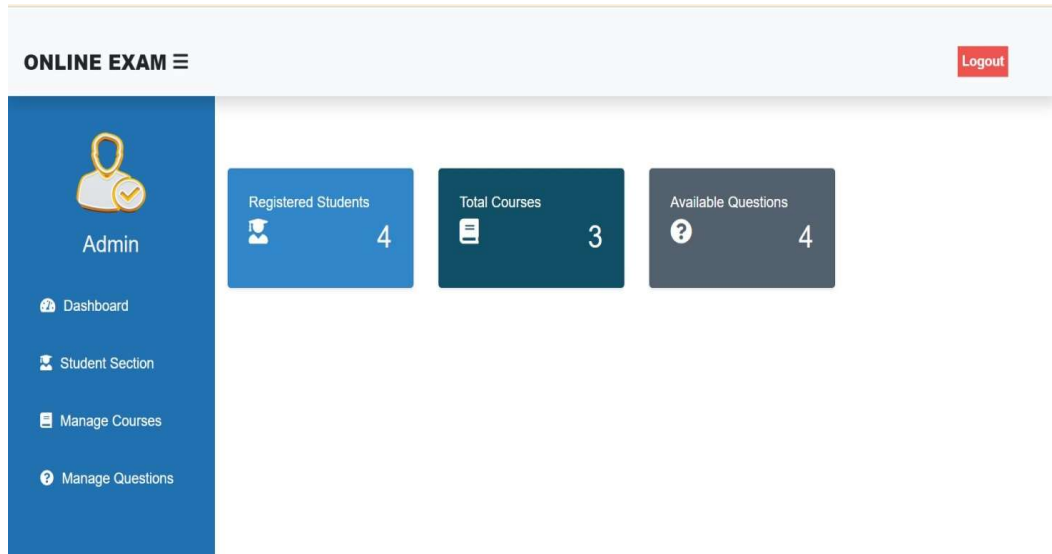 ONLINE EXAM
Logout
Admin
Dashboard
Student Section
Manage Courses
Manage Questions
Registered Students
4
Total Courses
3
Available Questions
4